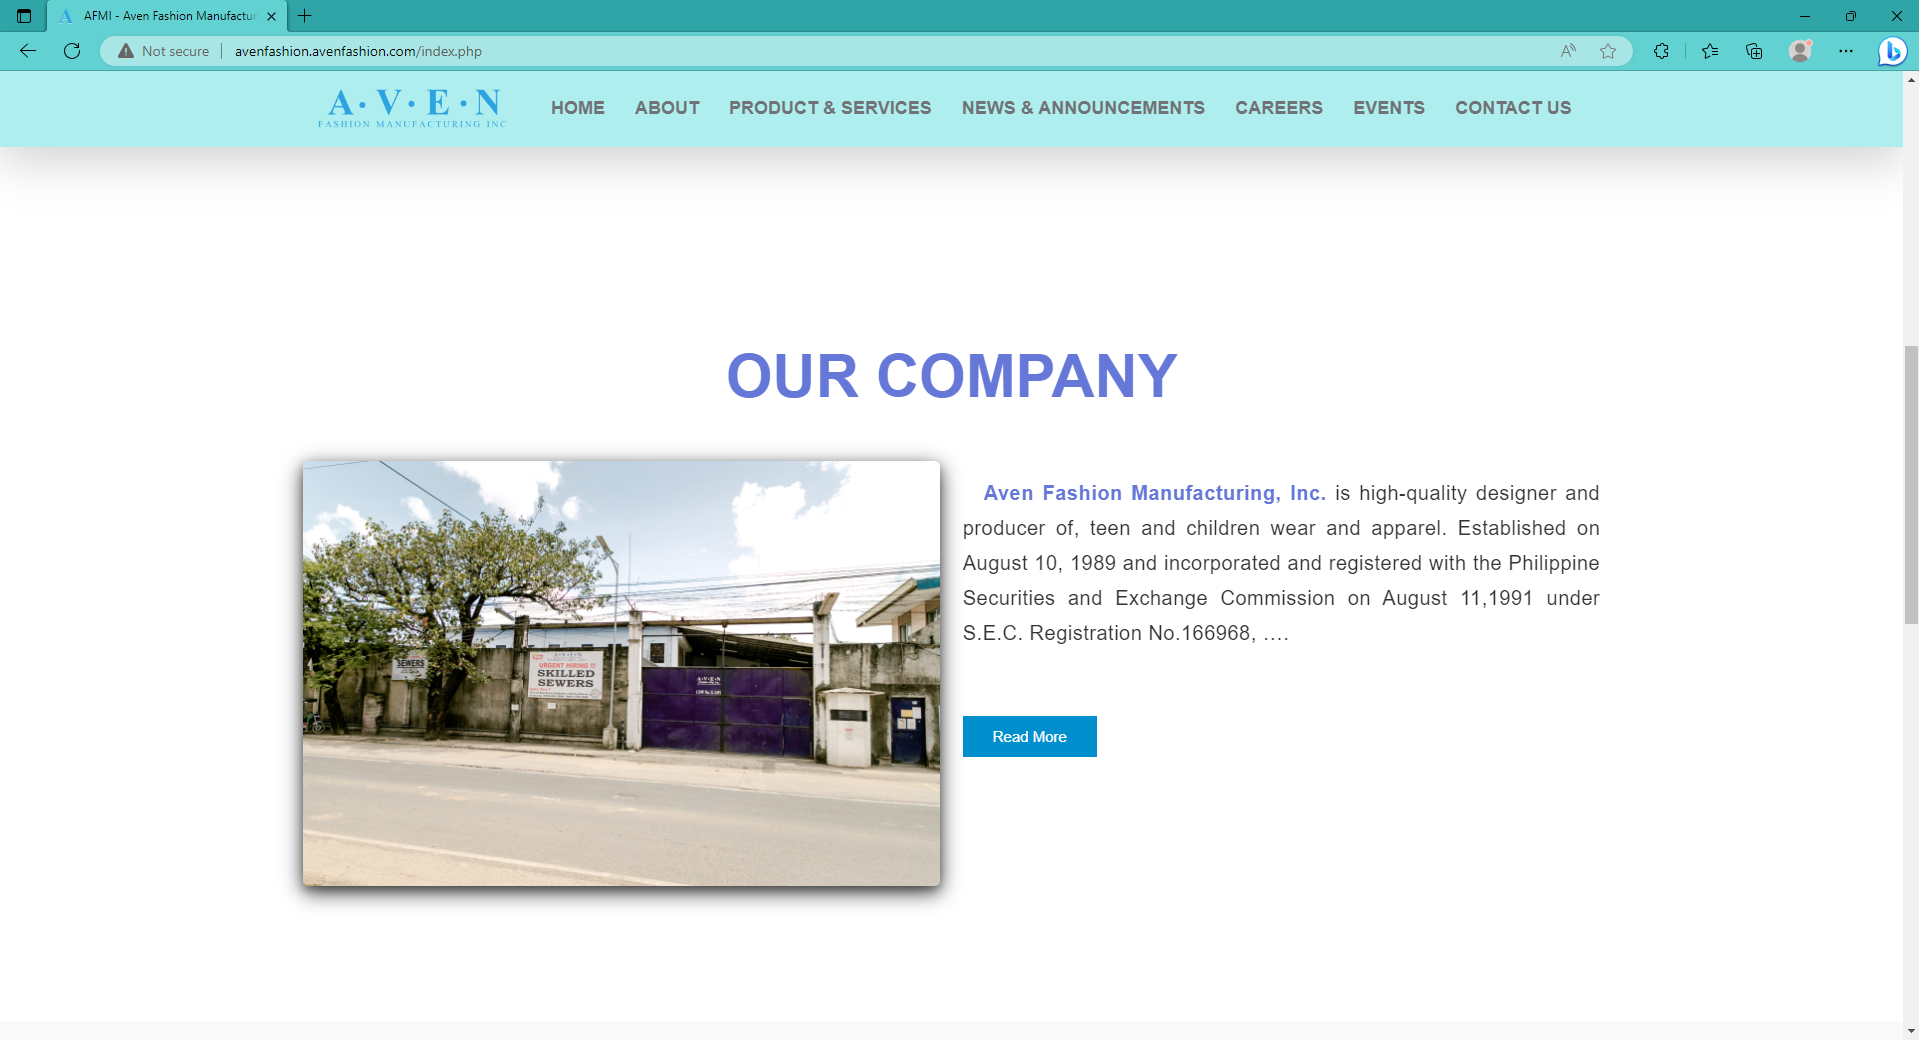 AFMI - Aven Fashion Manufactur
Not secure
avenfashion.avenfashion.com/index.php
A·V·E·N
FASHION MANUFACTURING INC
HOME
ABOUT
PRODUCT & SERVICES
NEWS & ANNOUNCEMENTS
CAREERS
EVENTS
CONTACT US
OUR COMPANY
Aven Fashion Manufacturing, Inc. is high-quality designer and
producer of, teen and children wear and apparel. Established on
August 10, 1989 and incorporated and registered with the Philippine
Securities and Exchange Commission on August 11,1991 under
S.E.C. Registration No.166968, ....
Read More
SEWERS
A·V·E·N
URGENT HIRING
SKILLED
SEWERS
A·V·E·N